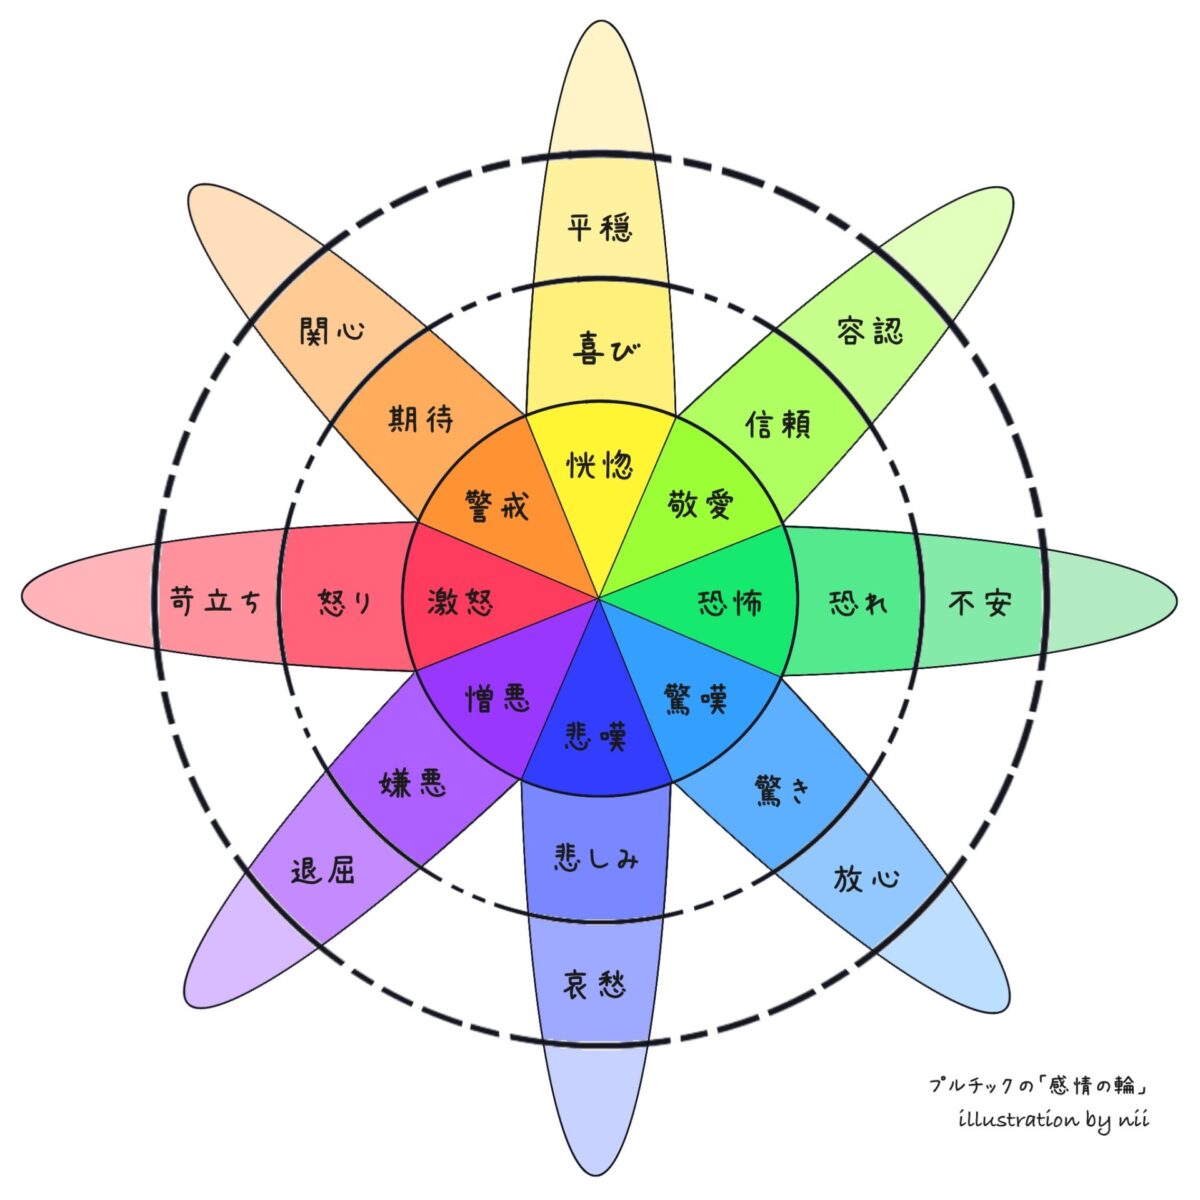 平穏
関心
容認
喜び
期待
信頼
恍惚
警戒
敬愛
苛立ち
怒り
激怒
恐怖
恐れ
不安
憎悪
驚嘆
悲嘆
嫌悪
驚き
悲しみ
退屈
放心
哀愁
プルチックの「感情の輪」
illustration by nii